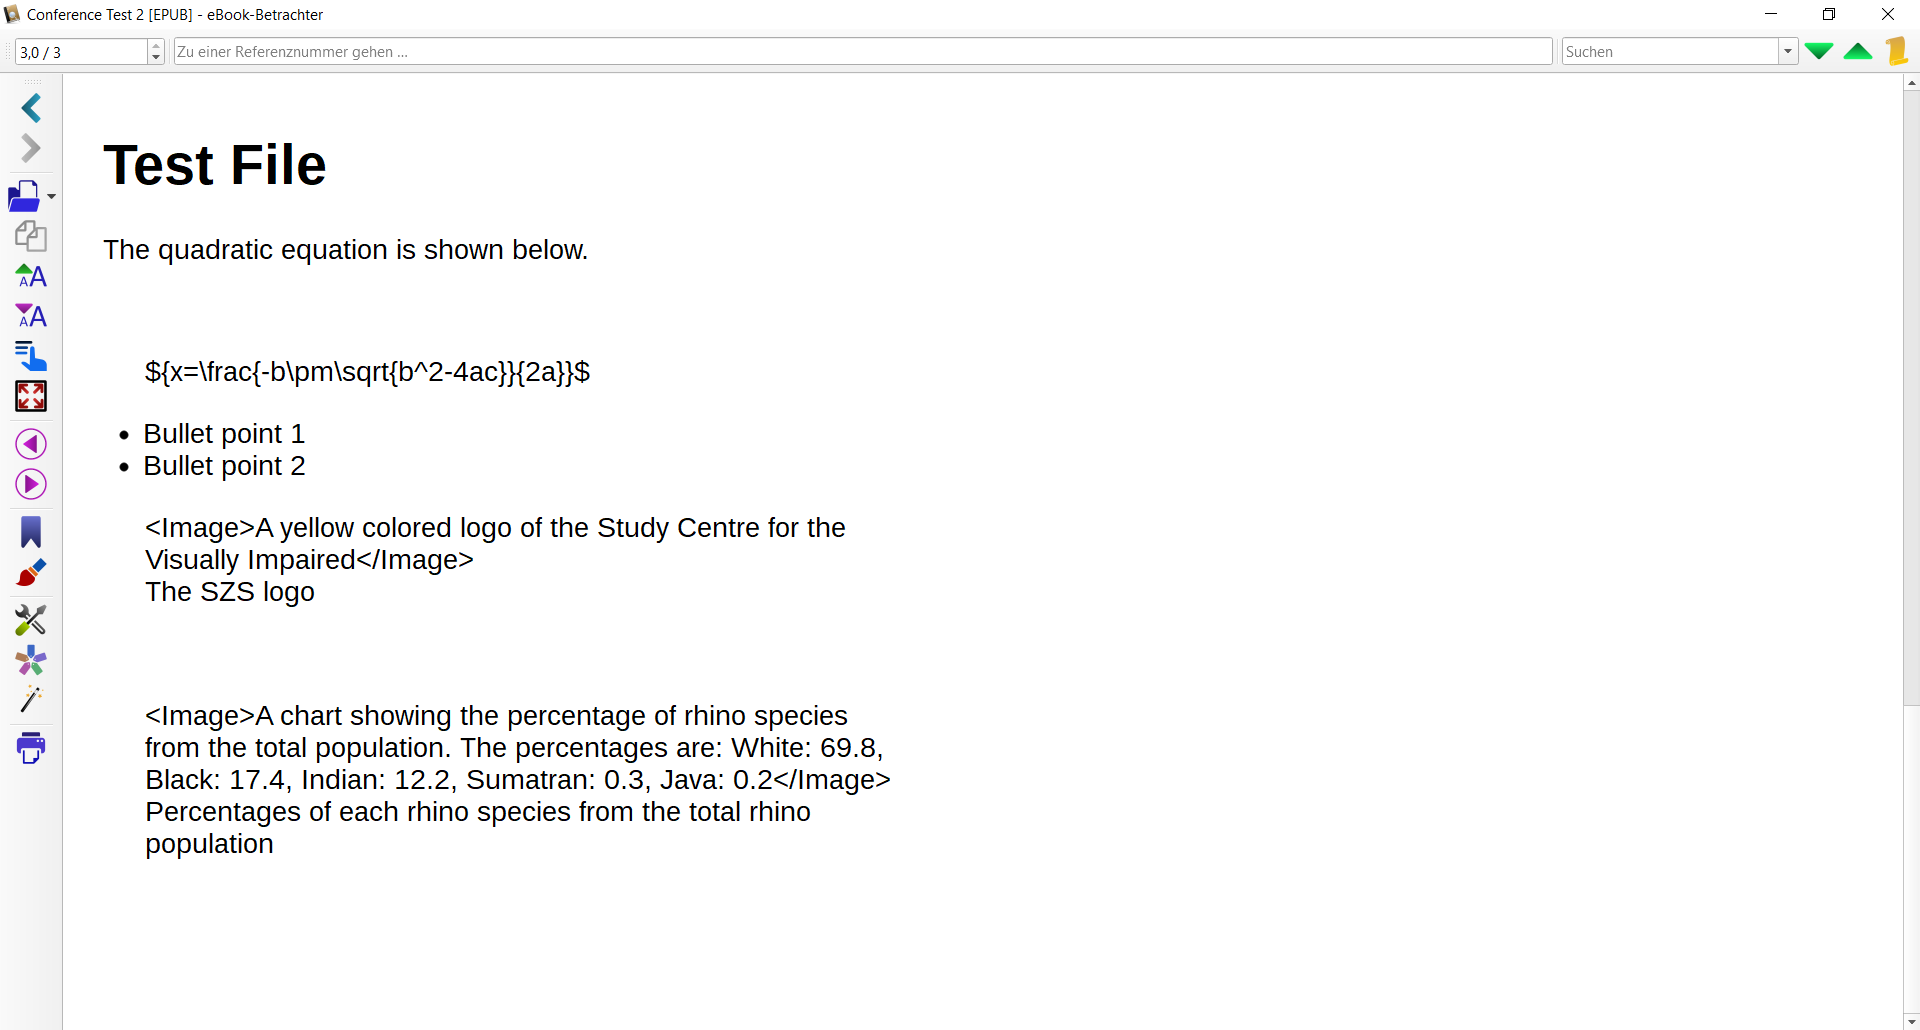 Conference Test 2 [EPUB] - eBook-Betrachter
3,0 / 3
Zu einer Referenznummer gehen ...
Suchen
Test File
The quadratic equation is shown below.
${x=\frac{-b\pm\sqrt{b^2-4ac}}{2a}}$
• Bullet point 1
• Bullet point 2
<Image>A yellow colored logo of the Study Centre for the
Visually Impaired</Image>
The SZS logo
<Image>A chart showing the percentage of rhino species
from the total population. The percentages are: White: 69.8,
Black: 17.4, Indian: 12.2, Sumatran: 0.3, Java: 0.2</Image>
Percentages of each rhino species from the total rhino
population